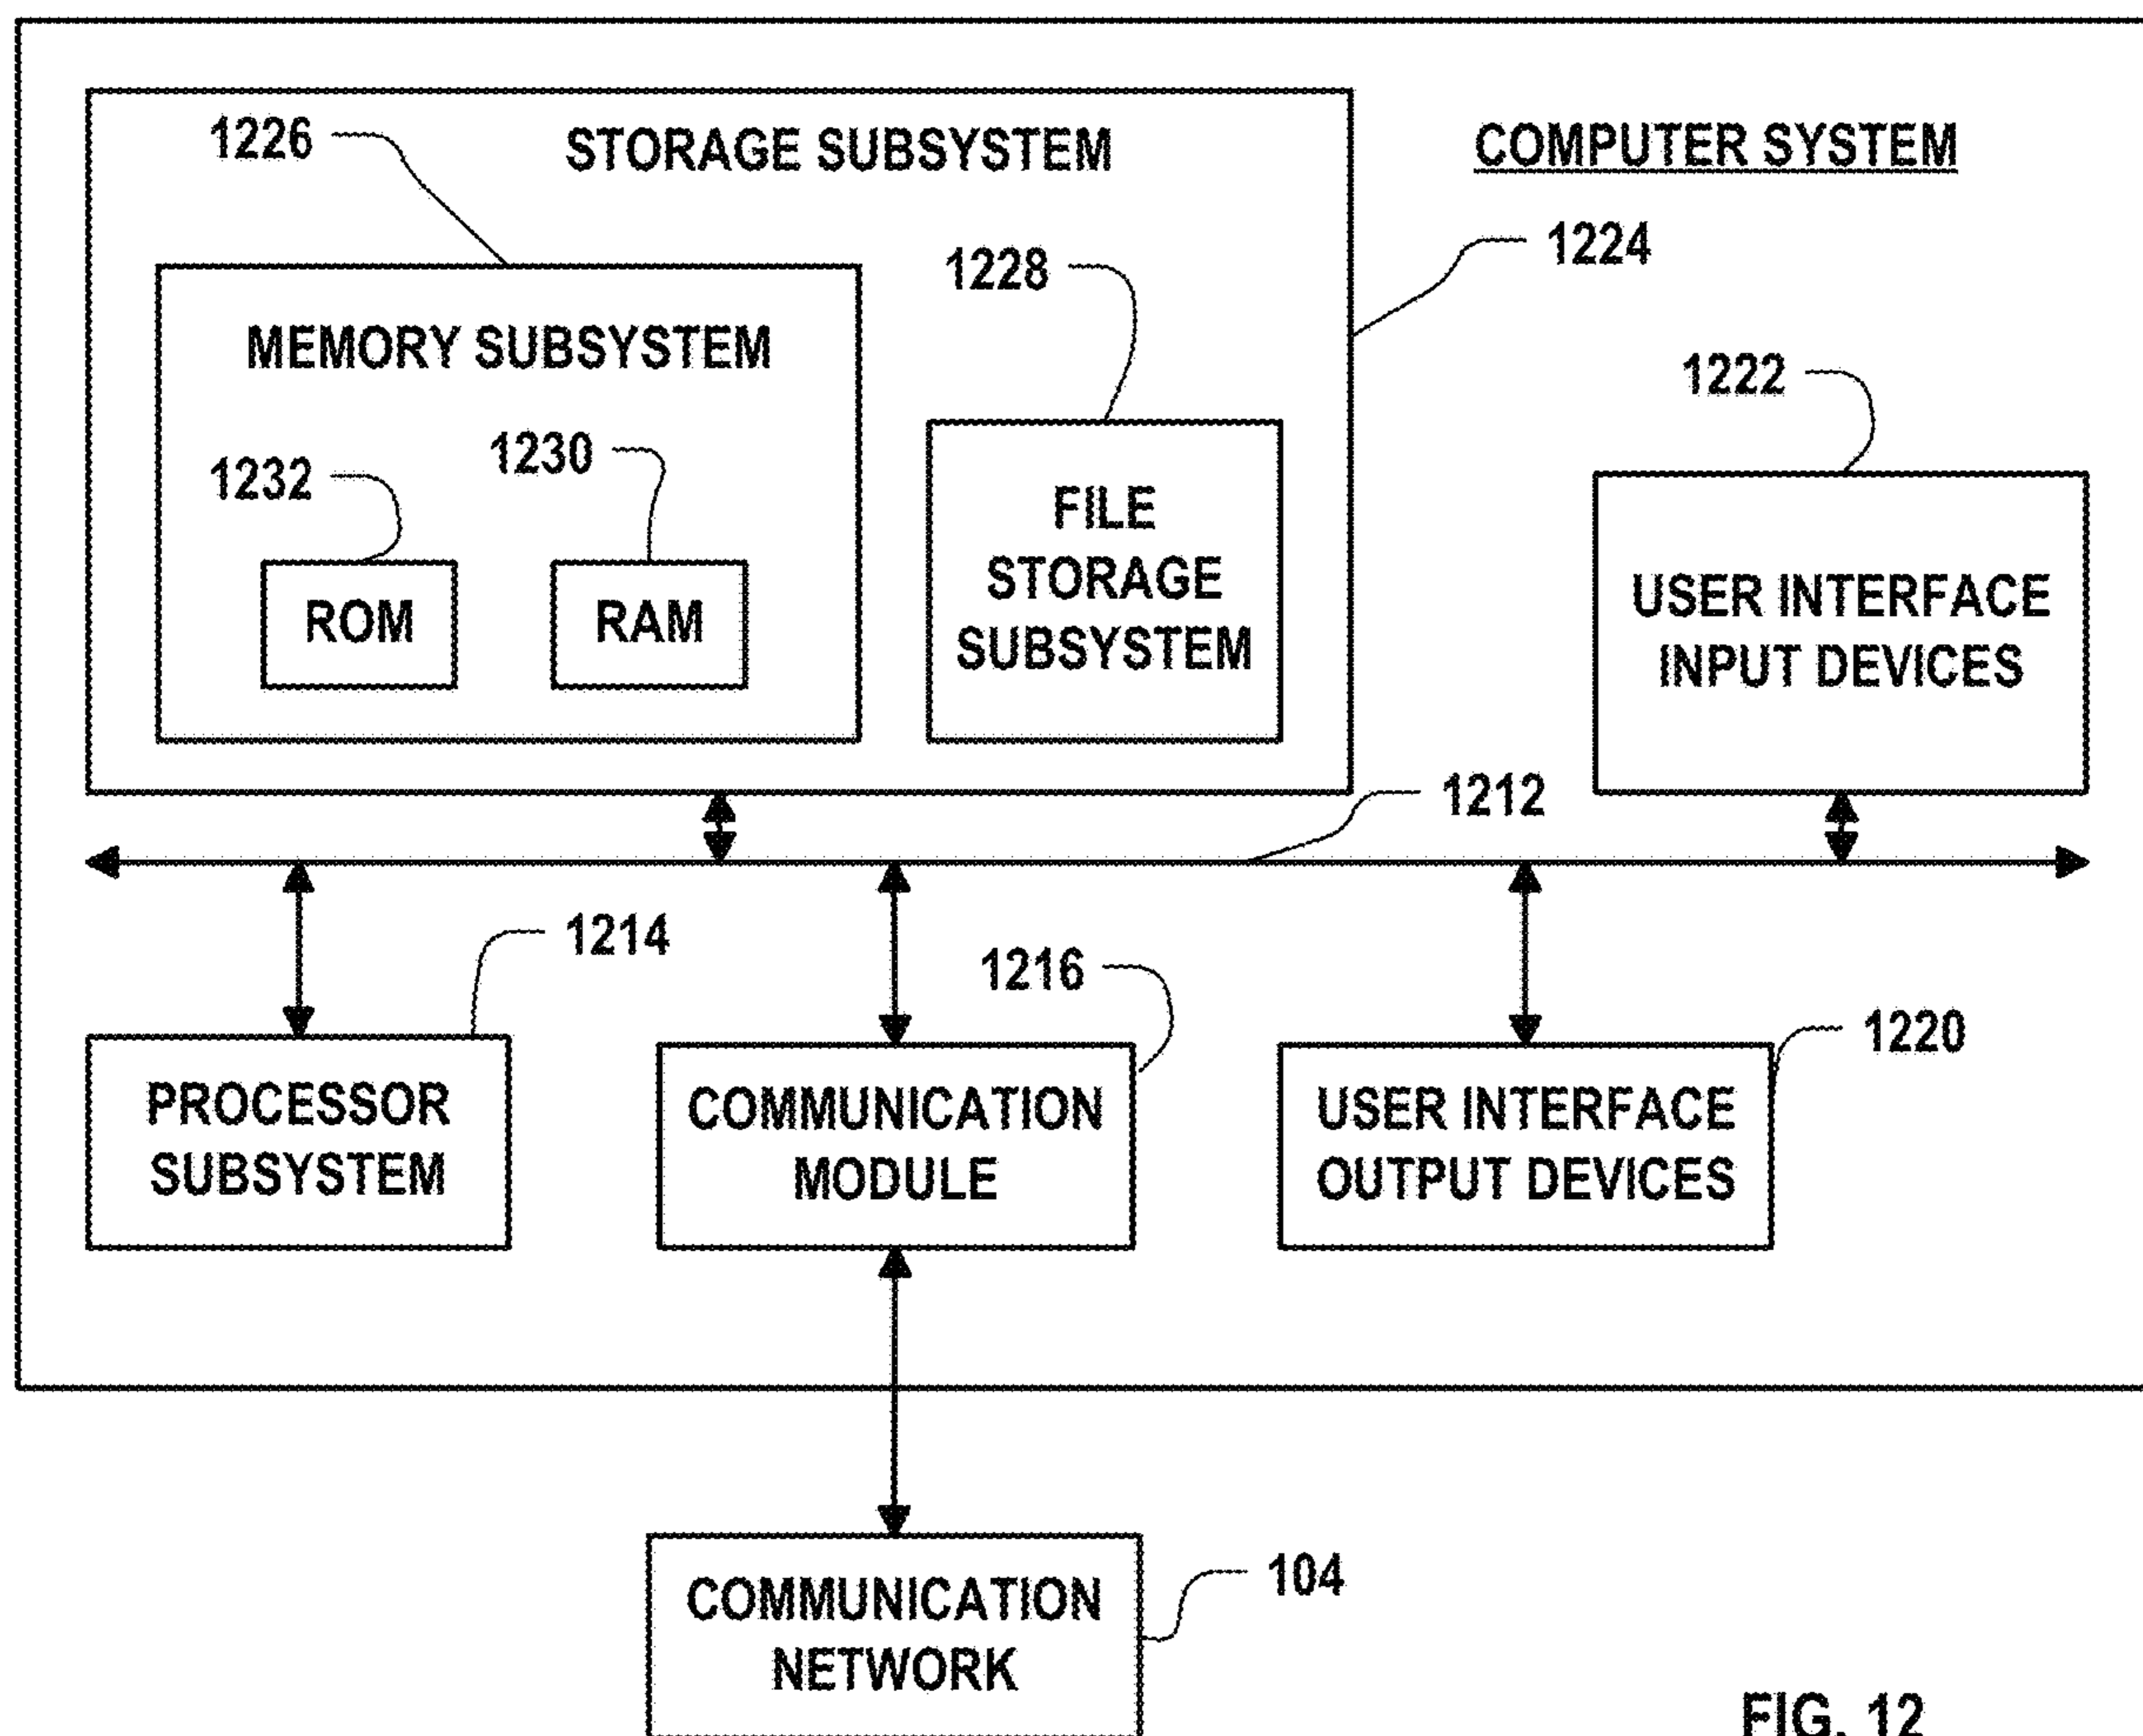 1226
STORAGE SUBSYSTEM
COMPUTER SYSTEM
1224
1228
MEMORY SUBSYSTEM
1222
1232
1230
ROM
RAM
FILE
STORAGE
SUBSYSTEM
USER INTERFACE
INPUT DEVICES
1212
1214
1216
1220
PROCESSOR
SUBSYSTEM
COMMUNICATION
MODULE
USER INTERFACE
OUTPUT DEVICES
COMMUNICATION
NETWORK
104
FIG. 12